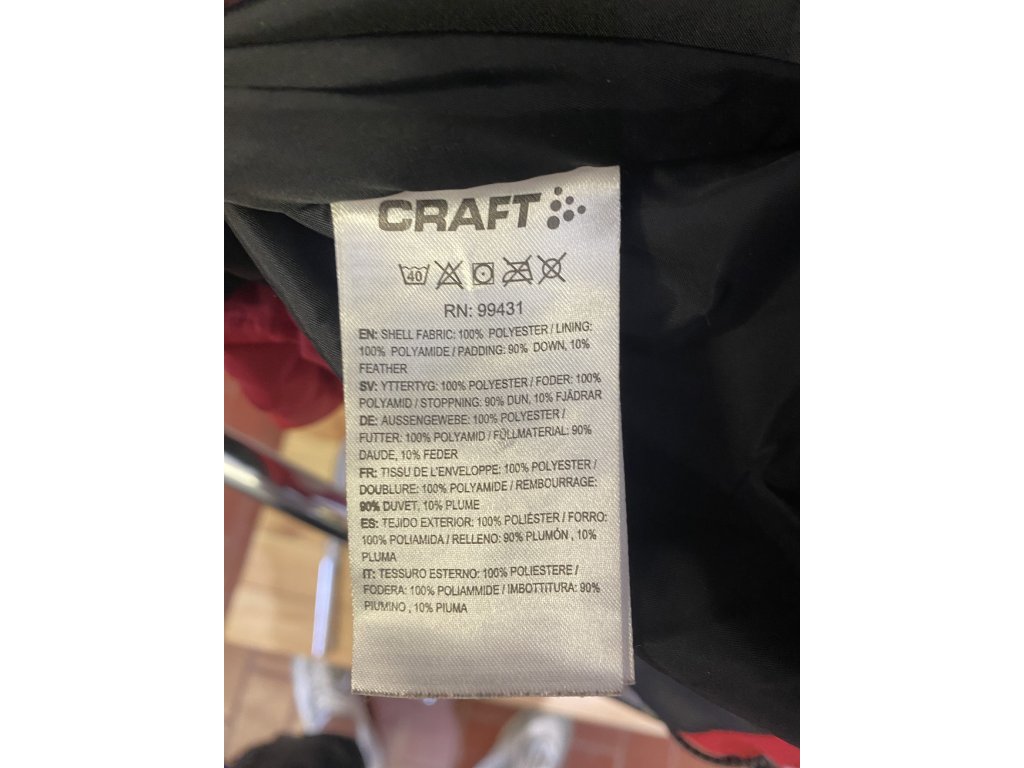 CRAFT
40
RN: 99431
EN: SHELL FABRIC: 100% POLYESTER / LINING:
100% POLYAMIDE / PADDING: 90% DOWN, 10%
FEATHER
SV: YTTERTYG: 100% POLYESTER / FODER: 100%
POLYAMID / STOPPNING: 90% DUN, 10% FJÄDRAR
DE: AUSSENGEWEBE: 100% POLYESTER /
FUTTER: 100% POLYAMID / FÜLLMATERIAL: 90%
DAUDE, 10% FEDER
FR: TISSU DE L'ENVELOPPE: 100% POLYESTER /
DOUBLURE: 100% POLYAMIDE / REMBOURRAGE:
90% DUVET, 10% PLUME
ES: TEJIDO EXTERIOR: 100% POLIÉSTER / FORRO:
100% POLIAMIDA / RELLENO: 90% PLUMÓN , 10%
PLUMA
IT: TESSURO ESTERNO: 100% POLIESTERE /
FODERA: 100% POLIAMMIDE / IMBOTTITURA: 90%
PIUMINO , 10% PIUMA